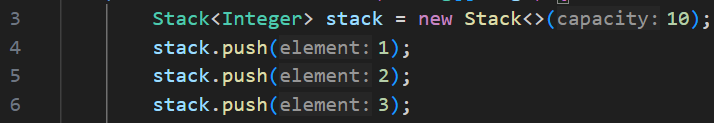 3 Stack<Integer> stack = new Stack<>(capacity: 10);
4 stack.push(element: 1);
5 stack.push(element: 2);
6 stack.push(element: 3);